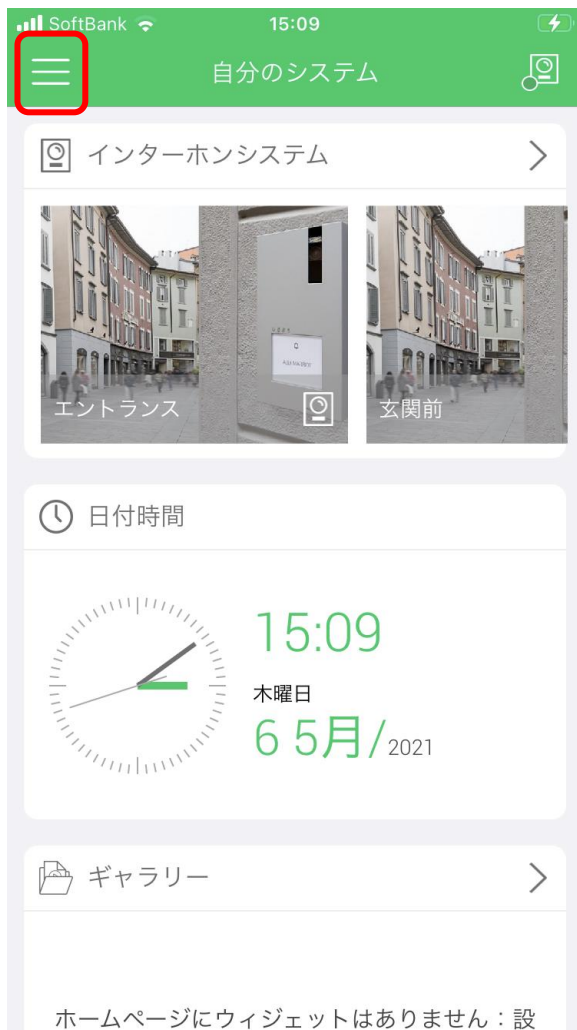 SoftBank 15:09
自分のシステム
インターホンシステム
エントランス
玄関前
日付時間
15:09
木曜日
6 5月/2021
ギャラリー
ホームページにウィジェットはありません：設